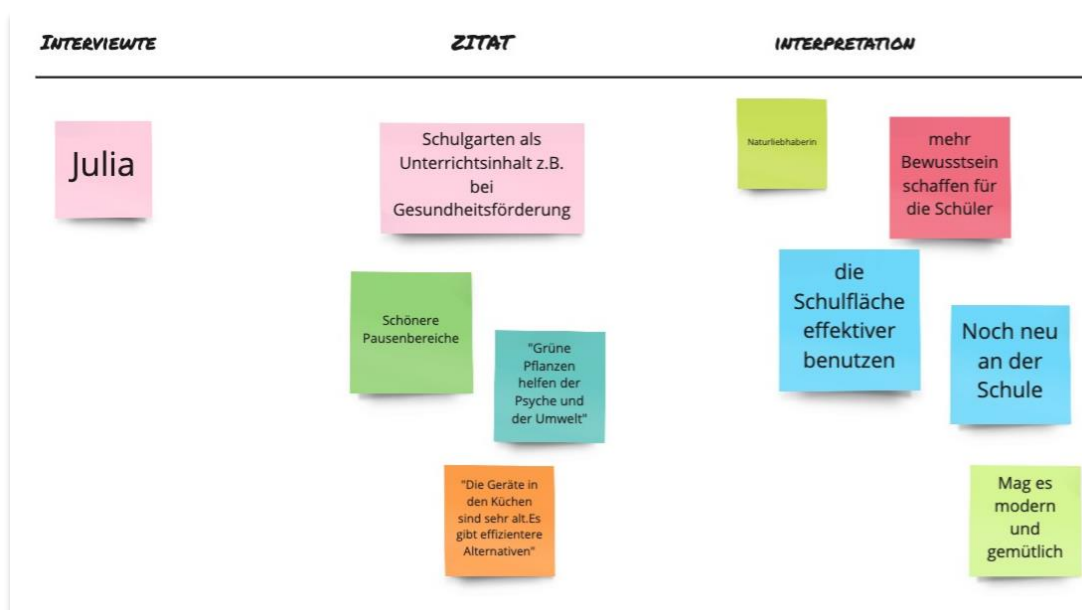 INTERVIEWTE
ZITAT
INTERPRETATION
Julia
Schulgarten als
Unterrichtsinhalt z.B.
bei
Gesundheitsförderung
Schönere
Pausenbereiche
"Grüne
Pflanzen
helfen der
Psyche und
der Umwelt"
"Die Geräte in
den Küchen
sind sehr alt.Es
gibt effizientere
Alternativen"
Naturliebhaberin
mehr
Bewusstsein
schaffen für
die Schüler
die
Schulfläche
effektiver
benutzen
Noch neu
an der
Schule
Mag es
modern
und
gemütlich